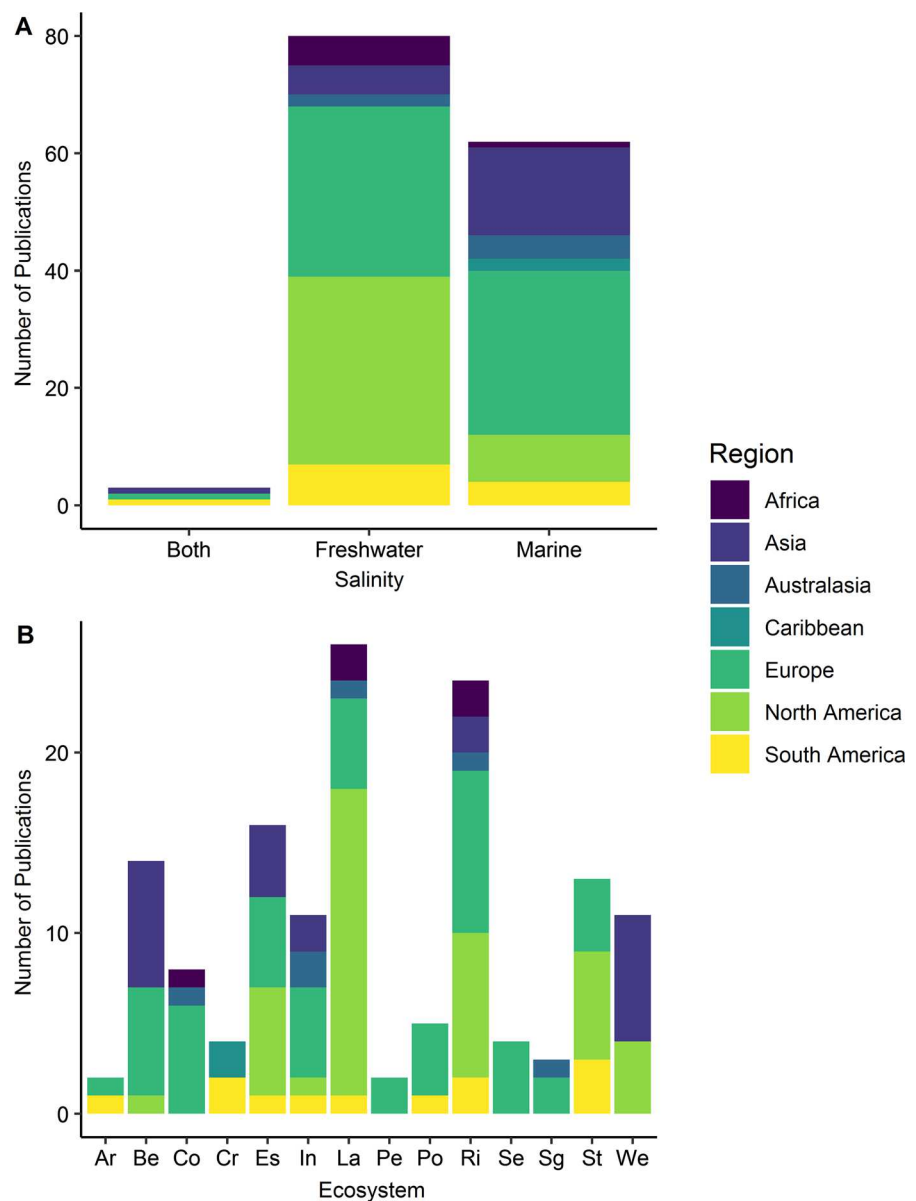 A
80
60
40
20
0
Number of Publications
Both Freshwater Marine
Salinity
Region
Africa
Asia
Australasia
Caribbean
Europe
North America
South America
B
20
10
0
Number of Publications
Ar Be Co Cr Es In La Pe Po Ri Se Sg St We
Ecosystem